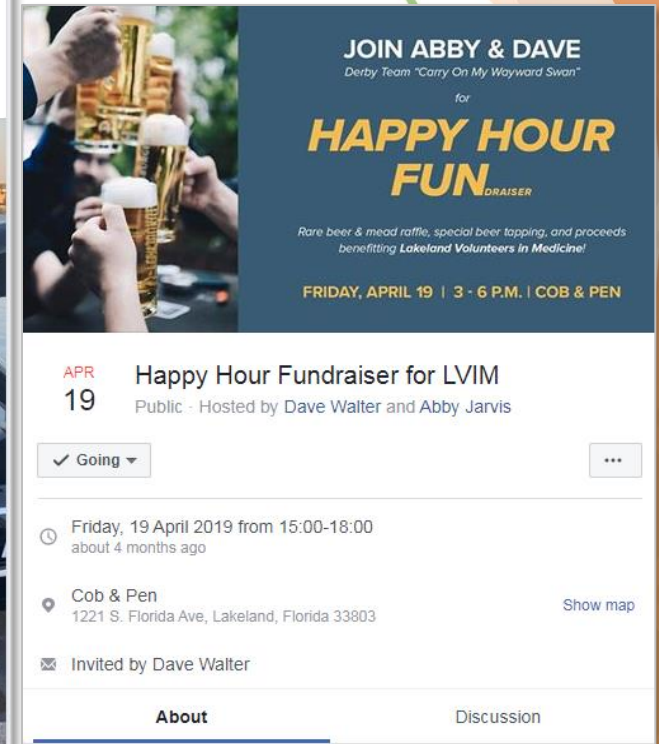 JOIN ABBY & DAVE
Derby Team "Carry On My Wayward Swan"
for
HAPPY HOUR
FUNDRAISER
Rare beer & mead raffle, special beer tapping, and proceeds
benefitting Lakeland Volunteers in Medicine!
FRIDAY, APRIL 19 | 3 - 6 P.M. | COB & PEN
APR
19
Happy Hour Fundraiser for LVIM
Public · Hosted by Dave Walter and Abby Jarvis
Going
Friday, 19 April 2019 from 15:00-18:00
about 4 months ago
Cob & Pen
1221 S. Florida Ave, Lakeland, Florida 33803
Show map
Invited by Dave Walter
About
Discussion